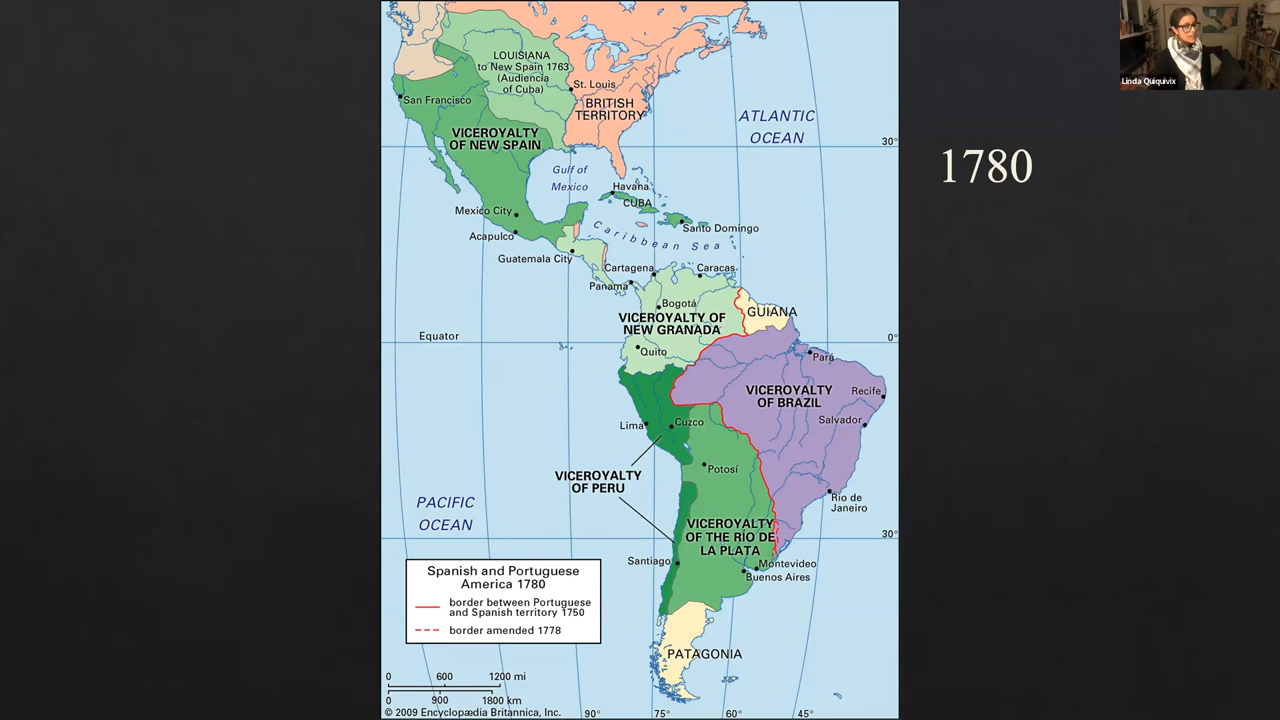 LOUISIANA
to New Spain 1763
(Audiencia
of Cuba)
St. Louis
San Francisco
BRITISH
TERRITORY
VICEROYALTY
OF NEW SPAIN
ATLANTIC
OCEAN
30°
Gulf of
Mexico
Havana
CUBA
Mexico City
Acapulco
Santo Domingo
Caribbean Sea
Guatemala City
Cartagena
Caracas
Panama
Bogotá
GUIANA
VICEROYALTY OF
NEW GRANADA
Equator
0°
Quito
Pará
VICEROYALTY
OF BRAZIL
Recife
Salvador
Lima
Cuzco
VICEROYALTY
OF PERU
Potosí
PACIFIC
OCEAN
Rio de
Janeiro
VICEROYALTY
OF THE RÍO DE
LA PLATA
30°
Santiago
Montevideo
Buenos Aires
Spanish and Portuguese
America 1780
border between Portuguese
and Spanish territory 1750
border amended 1778
PATAGONIA
0 600 1200 mi
0 900 1800 km
© 2009 Encyclopædia Britannica, Inc.
90° 75° 60° 45°
1780
Linda Quiquivix